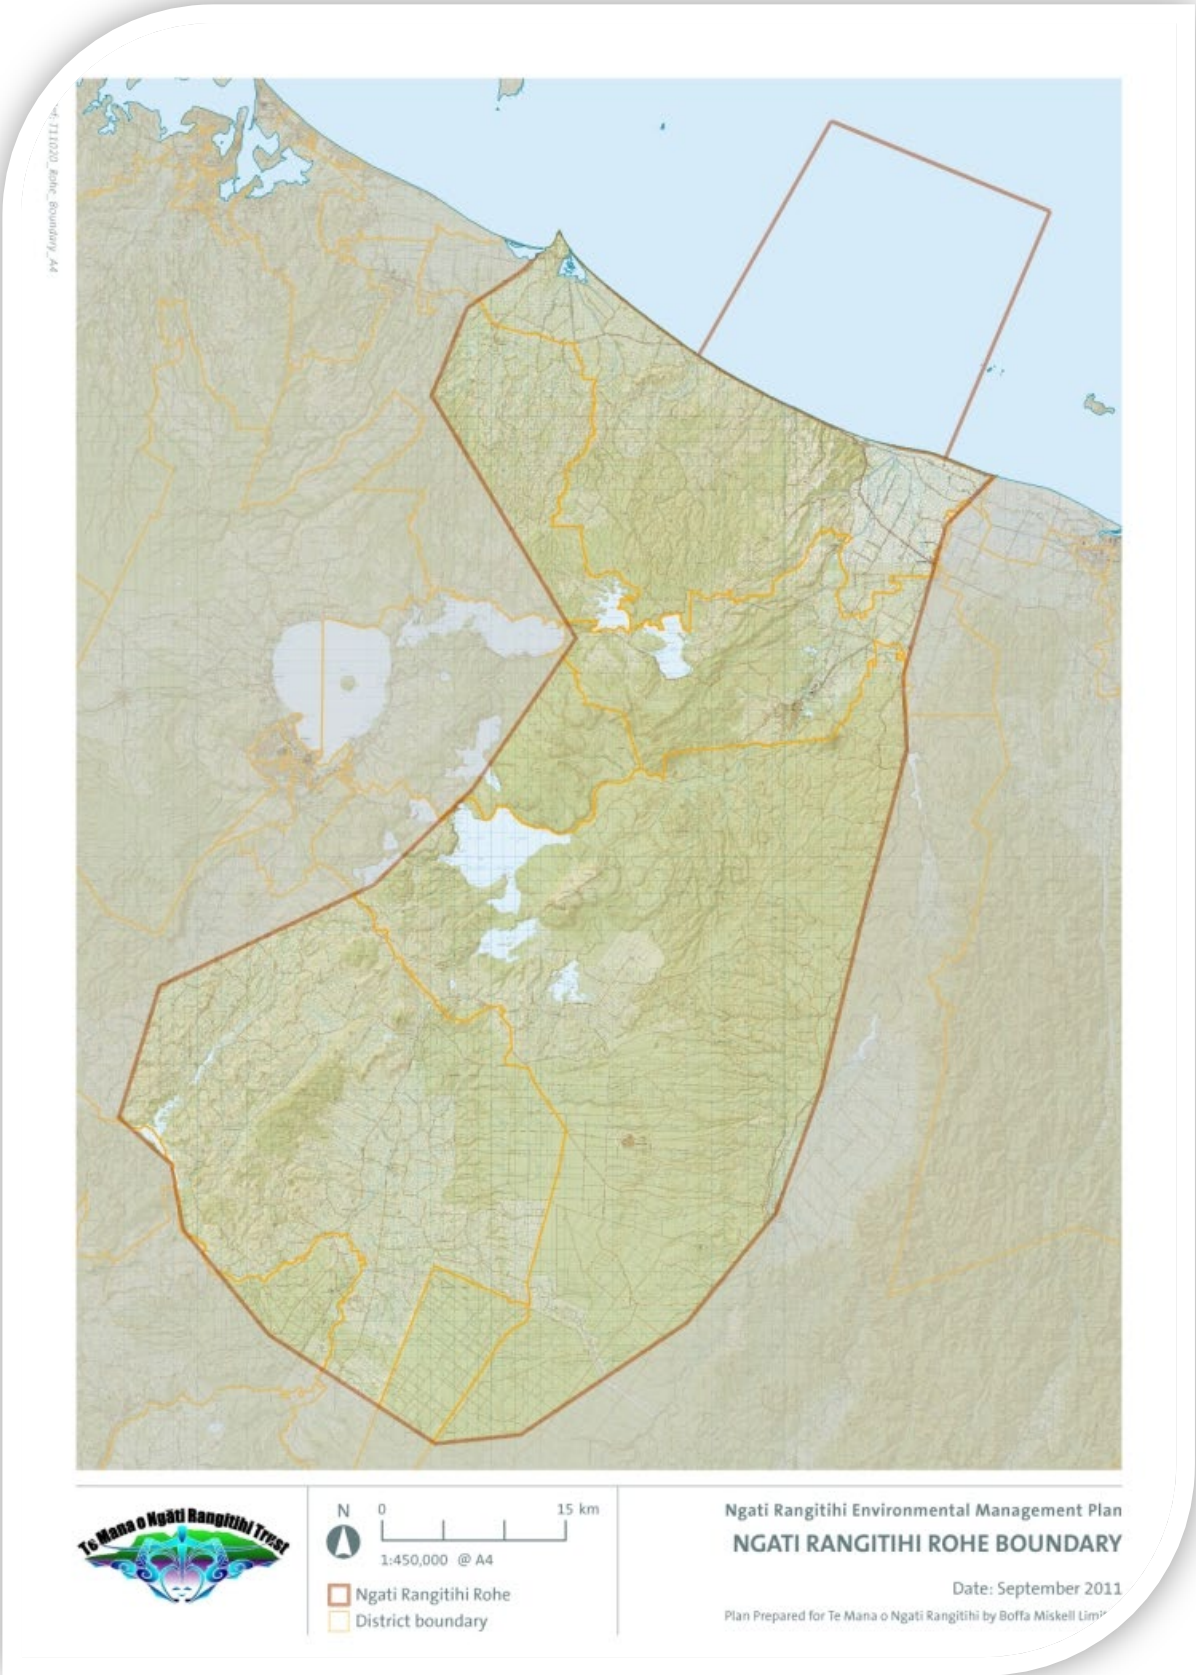 Ref: T11020_Rohe_Boundary_A4
Te Mana o Ngāti Rangitihi Trust
N
0 15 km
1:450,000 @ A4
Ngati Rangitihi Rohe
District boundary
Ngati Rangitihi Environmental Management Plan
NGATI RANGITIHI ROHE BOUNDARY
Date: September 2011
Plan Prepared for Te Mana o Ngati Rangitihi by Boffa Miskell